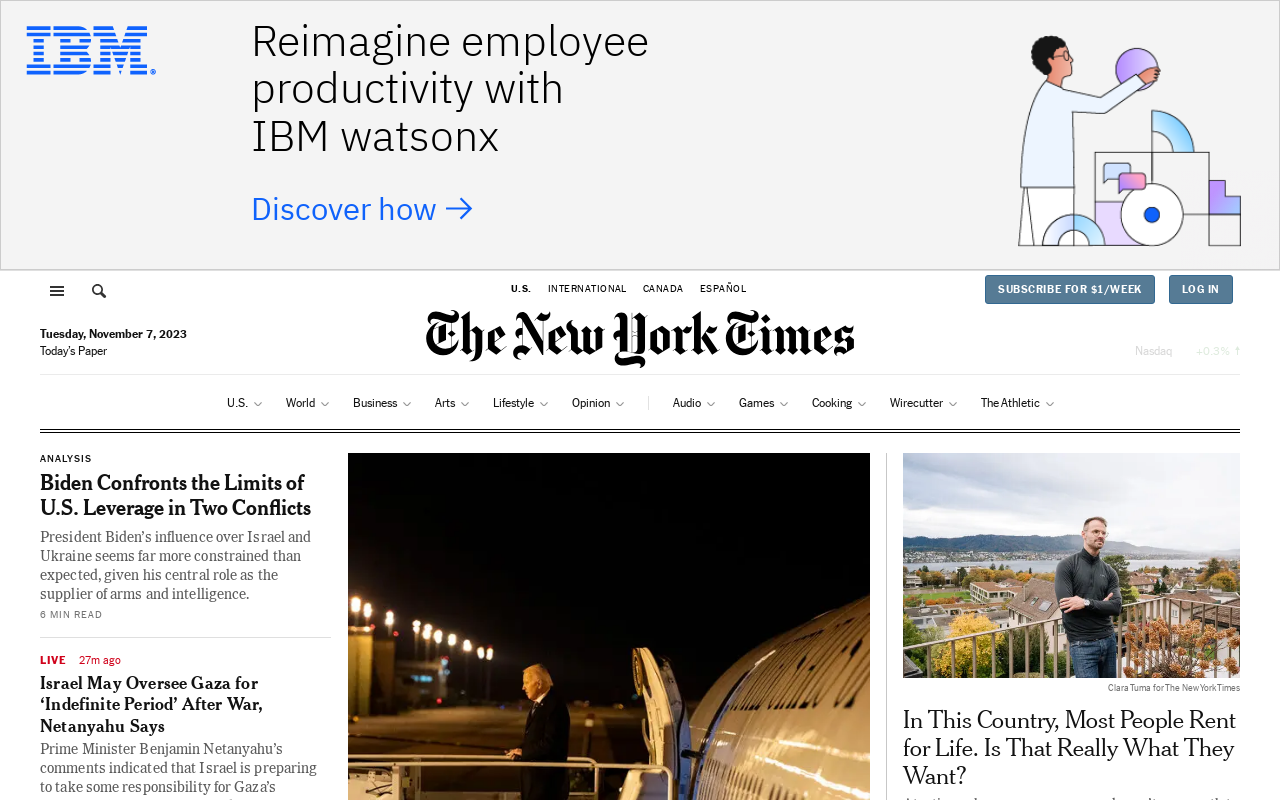 IBM®
Reimagine employee
productivity with
IBM watsonx
Discover how →
U.S. INTERNATIONAL CANADA ESPAÑOL
SUBSCRIBE FOR $1/WEEK LOG IN
The New York Times
Tuesday, November 7, 2023
Today's Paper
Nasdaq +0.3% ↑
U.S. World Business Arts Lifestyle Opinion Audio Games Cooking Wirecutter The Athletic
ANALYSIS
Biden Confronts the Limits of
U.S. Leverage in Two Conflicts
President Biden’s influence over Israel and
Ukraine seems far more constrained than
expected, given his central role as the
supplier of arms and intelligence.
6 MIN READ
LIVE 27m ago
Israel May Oversee Gaza for
‘Indefinite Period’ After War,
Netanyahu Says
Prime Minister Benjamin Netanyahu’s
comments indicated that Israel is preparing
to take some responsibility for Gaza’s
Clara Tuma for The New York Times
In This Country, Most People Rent
for Life. Is That Really What They
Want?